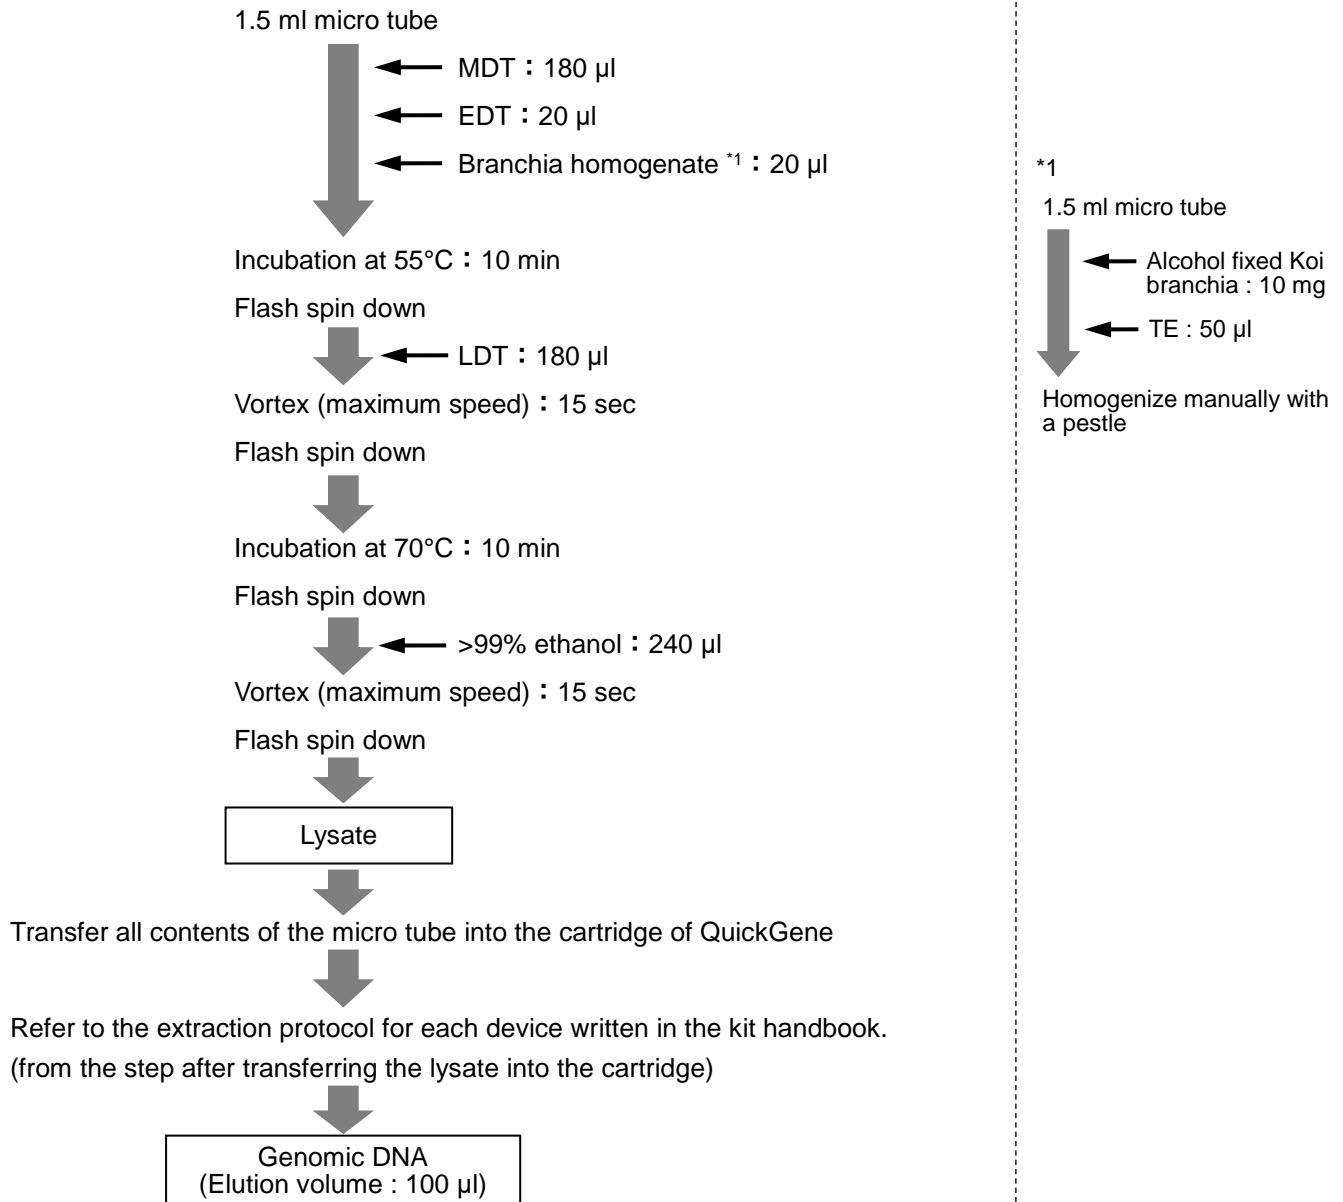 1.5 ml micro tube
MDT：180 µl
EDT：20 µl
Branchia homogenate *1：20 µl
Incubation at 55°C：10 min
Flash spin down
LDT：180 µl
Vortex (maximum speed)：15 sec
Flash spin down
Incubation at 70°C：10 min
Flash spin down
>99% ethanol：240 µl
Vortex (maximum speed)：15 sec
Flash spin down
Lysate
Transfer all contents of the micro tube into the cartridge of QuickGene
Refer to the extraction protocol for each device written in the kit handbook.
(from the step after transferring the lysate into the cartridge)
Genomic DNA
(Elution volume : 100 µl)
*1
1.5 ml micro tube
Alcohol fixed Koi
branchia : 10 mg
TE : 50 µl
Homogenize manually with
a pestle